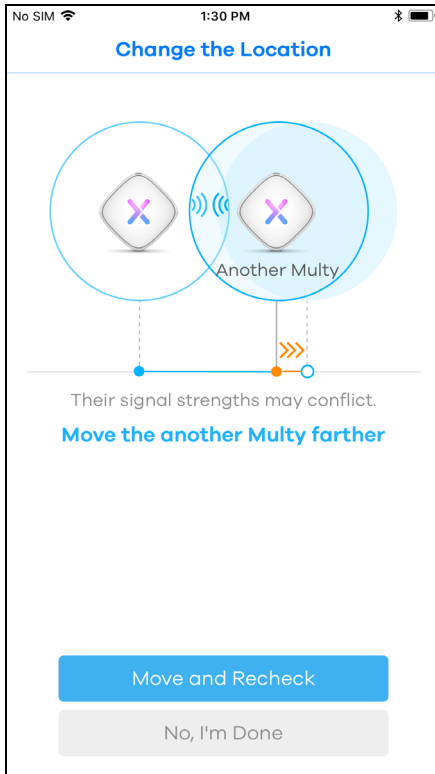 No SIM 1:30 PM
Change the Location
Another Multy
Their signal strengths may conflict.
Move the another Multy farther
Move and Recheck
No, I'm Done